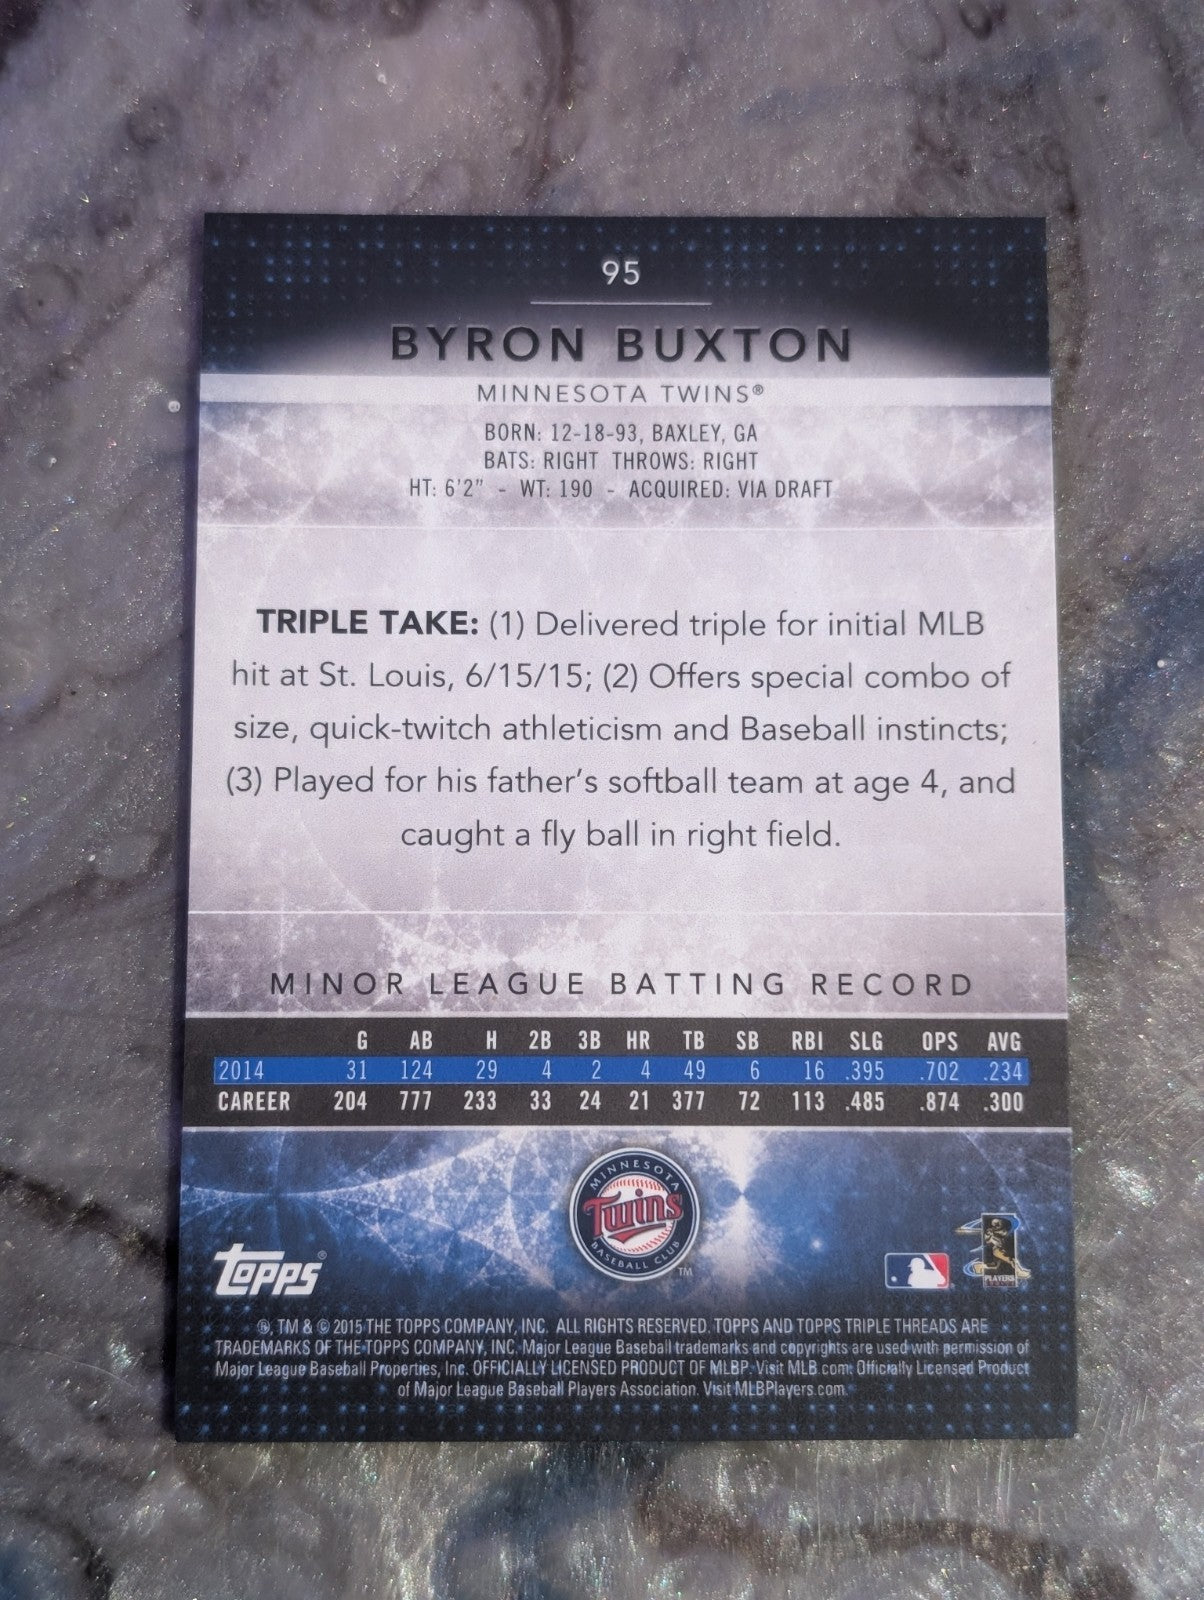 95
BYRON BUXTON
MINNESOTA TWINS®
BORN: 12-18-93, BAXLEY, GA
BATS: RIGHT THROWS: RIGHT
HT: 6'2" - WT: 190 - ACQUIRED: VIA DRAFT
TRIPLE TAKE: (1) Delivered triple for initial MLB
hit at St. Louis, 6/15/15; (2) Offers special combo of
size, quick-twitch athleticism and Baseball instincts;
(3) Played for his father's softball team at age 4, and
caught a fly ball in right field.
MINOR LEAGUE BATTING RECORD
G AB H 2B 3B HR TB SB RBI SLG OPS AVG
2014 31 124 29 4 2 4 49 6 16 .395 .702 .234
CAREER 204 777 233 33 24 21 377 72 113 .485 .874 .300
MINNESOTA
Twins
BASEBALL CLUB
TM
Topps®
PLAYERS
®, TM & © 2015 THE TOPPS COMPANY, INC. ALL RIGHTS RESERVED. TOPPS AND TOPPS TRIPLE THREADS ARE
TRADEMARKS OF THE TOPPS COMPANY, INC. Major League Baseball trademarks and copyrights are used with permission of
Major League Baseball Properties, Inc. OFFICIALLY LICENSED PRODUCT OF MLBP. Visit MLB.com. Officially Licensed Product
of Major League Baseball Players Association. Visit MLBPlayers.com.